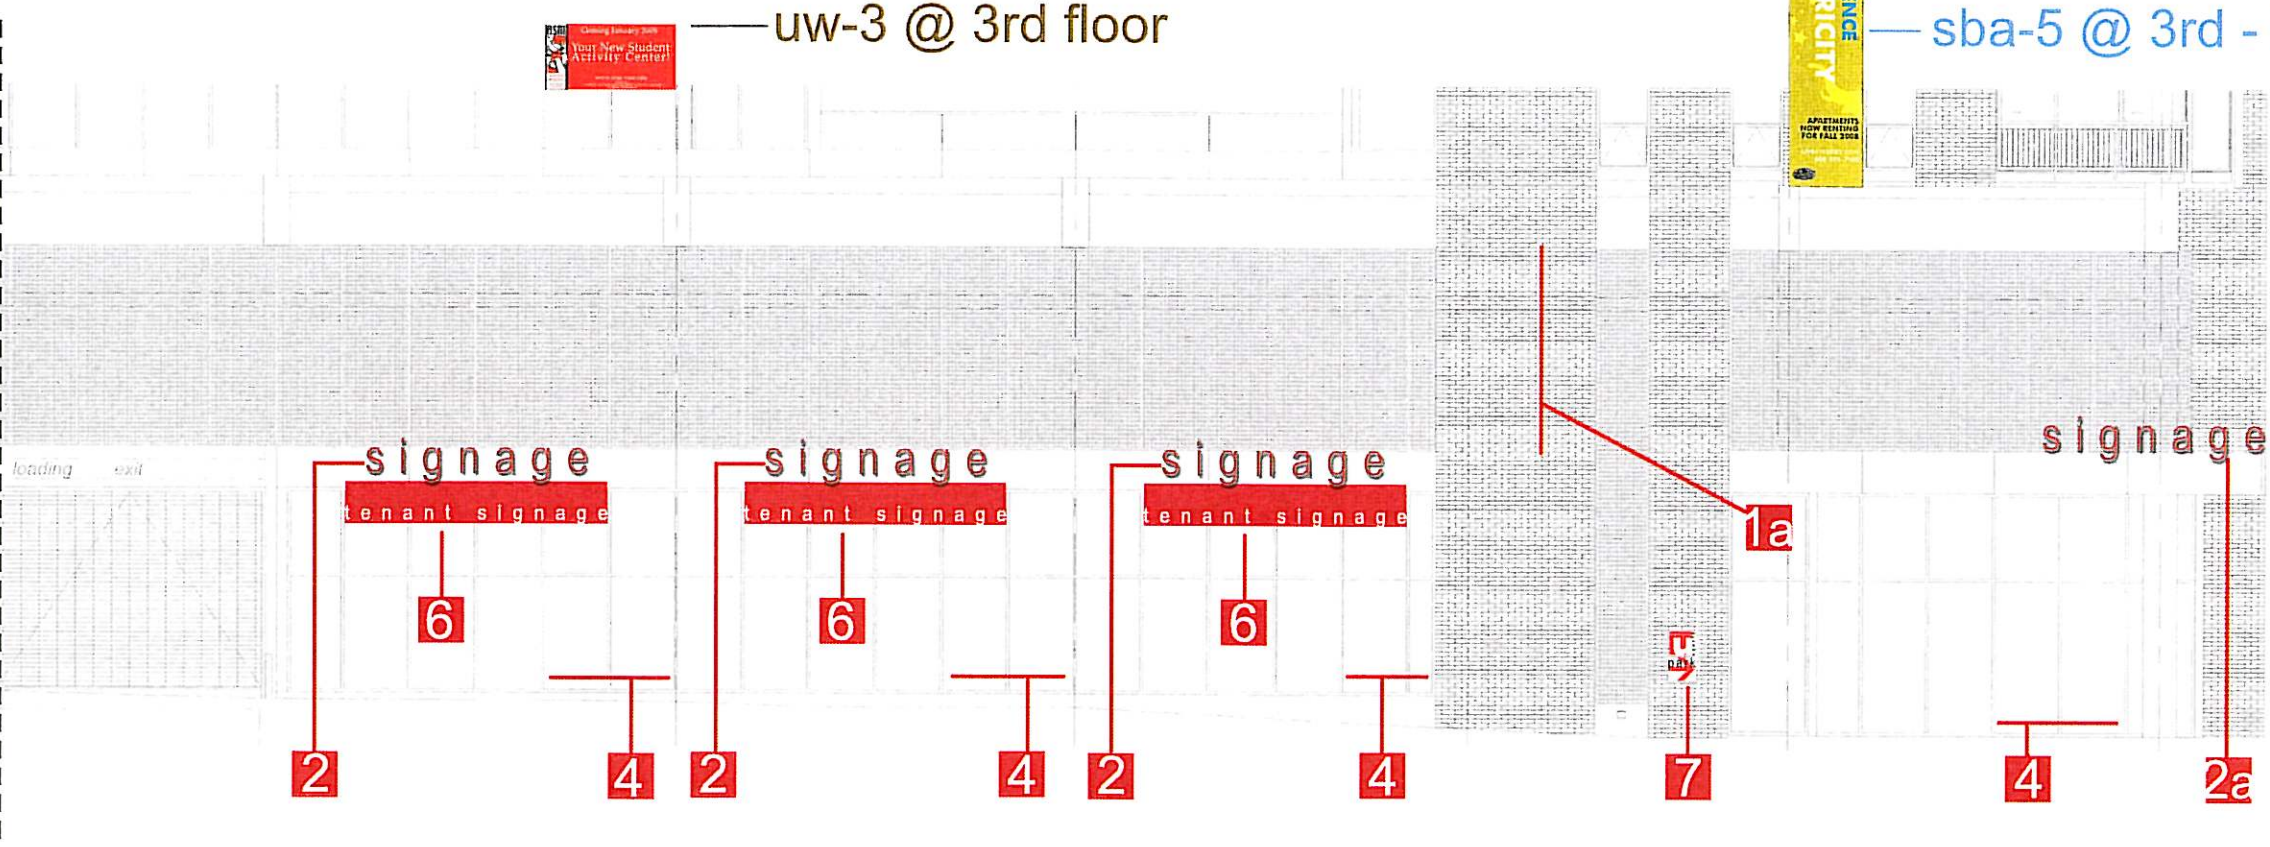 uw-3 @ 3rd floor
Coming January 2009
Your New Student
Activity Center!
ENCE
RICITY
APARTMENTS
NOW RENTING
FOR FALL 2008
sba-5 @ 3rd -
loading exit
signage
tenant signage
signage
tenant signage
signage
tenant signage
signage
1a
6
6
6
u
park
2
4
2
4
2
4
7
4
2a